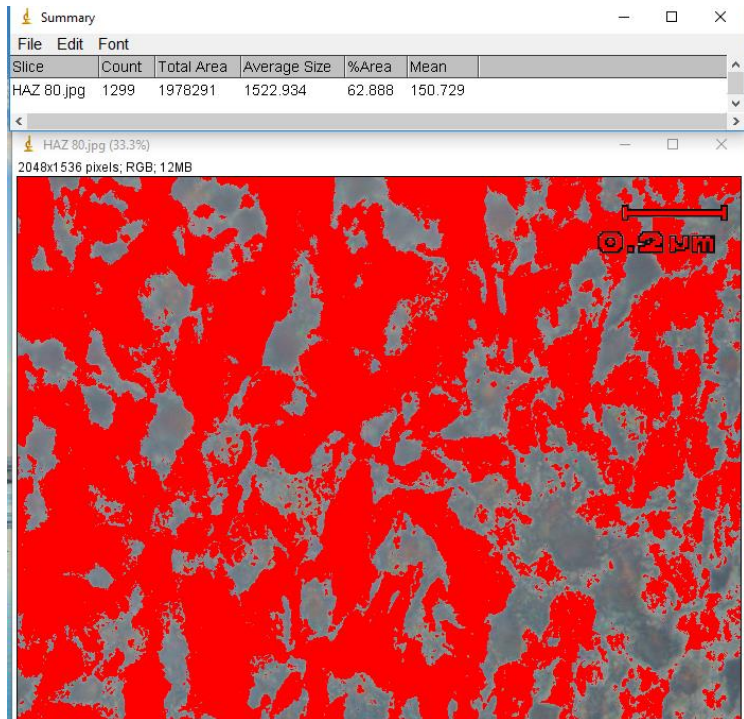 Summary
File Edit Font
Slice Count Total Area Average Size %Area Mean
HAZ 80.jpg 1299 1978291 1522.934 62.888 150.729
HAZ 80.jpg (33.3%)
2048x1536 pixels; RGB; 12MB
0.2 µm